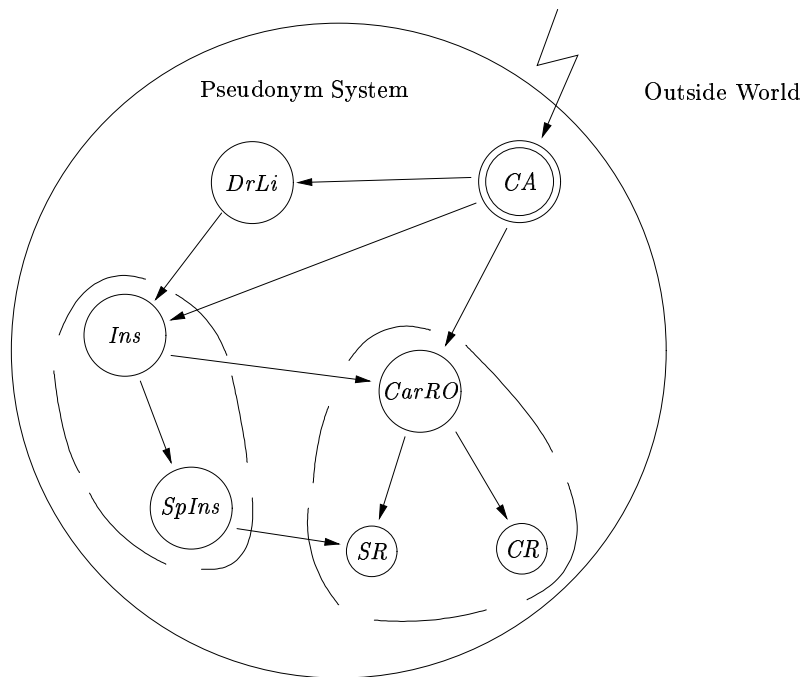 Pseudonym System
Outside World
DrLi
CA
Ins
CarRO
SpIns
SR
CR